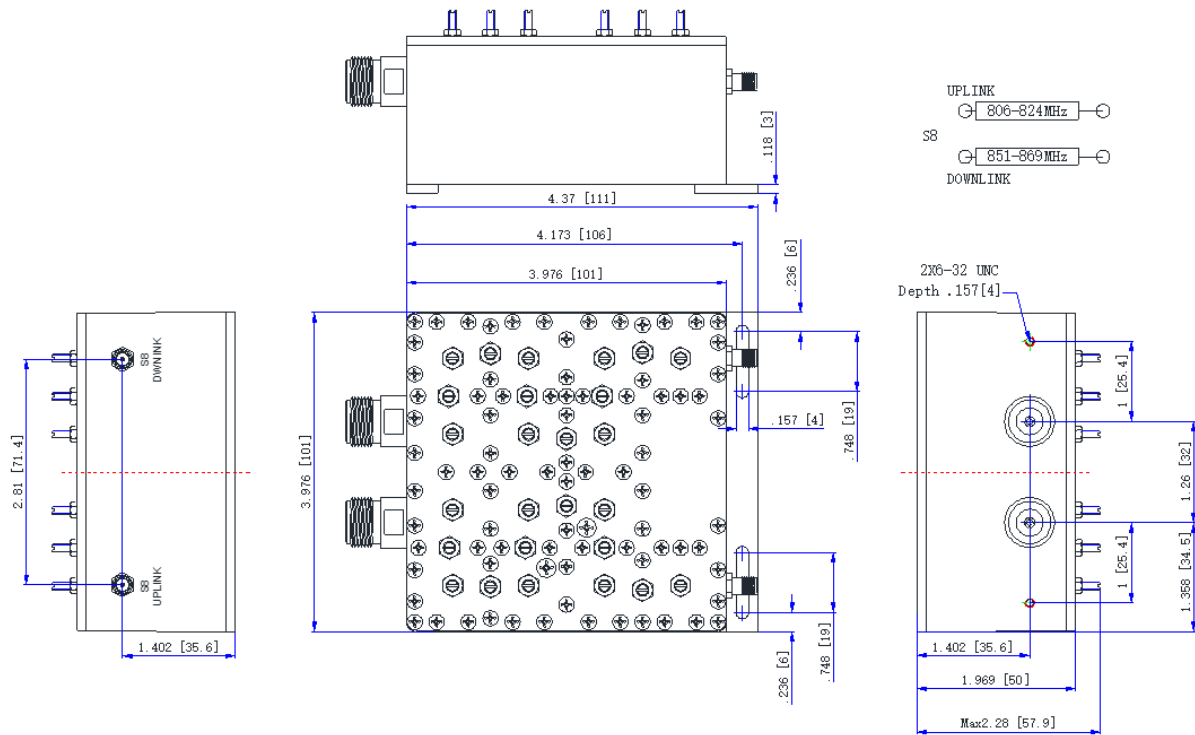 UPLINK
806-824MHz
S8
851-869MHz
DOWNLINK
.118 [3]
4.37 [111]
4.173 [106]
3.976 [101]
.236 [6]
2X6-32 UNC
Depth .157[4]
S8
DWNINK
2.81 [71.4]
S8
UPLINK
1.402 [35.6]
3.976 [101]
.157 [4]
.748 [19]
.748 [19]
.236 [6]
1 [25.4]
1.26 [32]
1 [25.4]
1.358 [34.5]
1.402 [35.6]
1.969 [50]
Max2.28 [57.9]